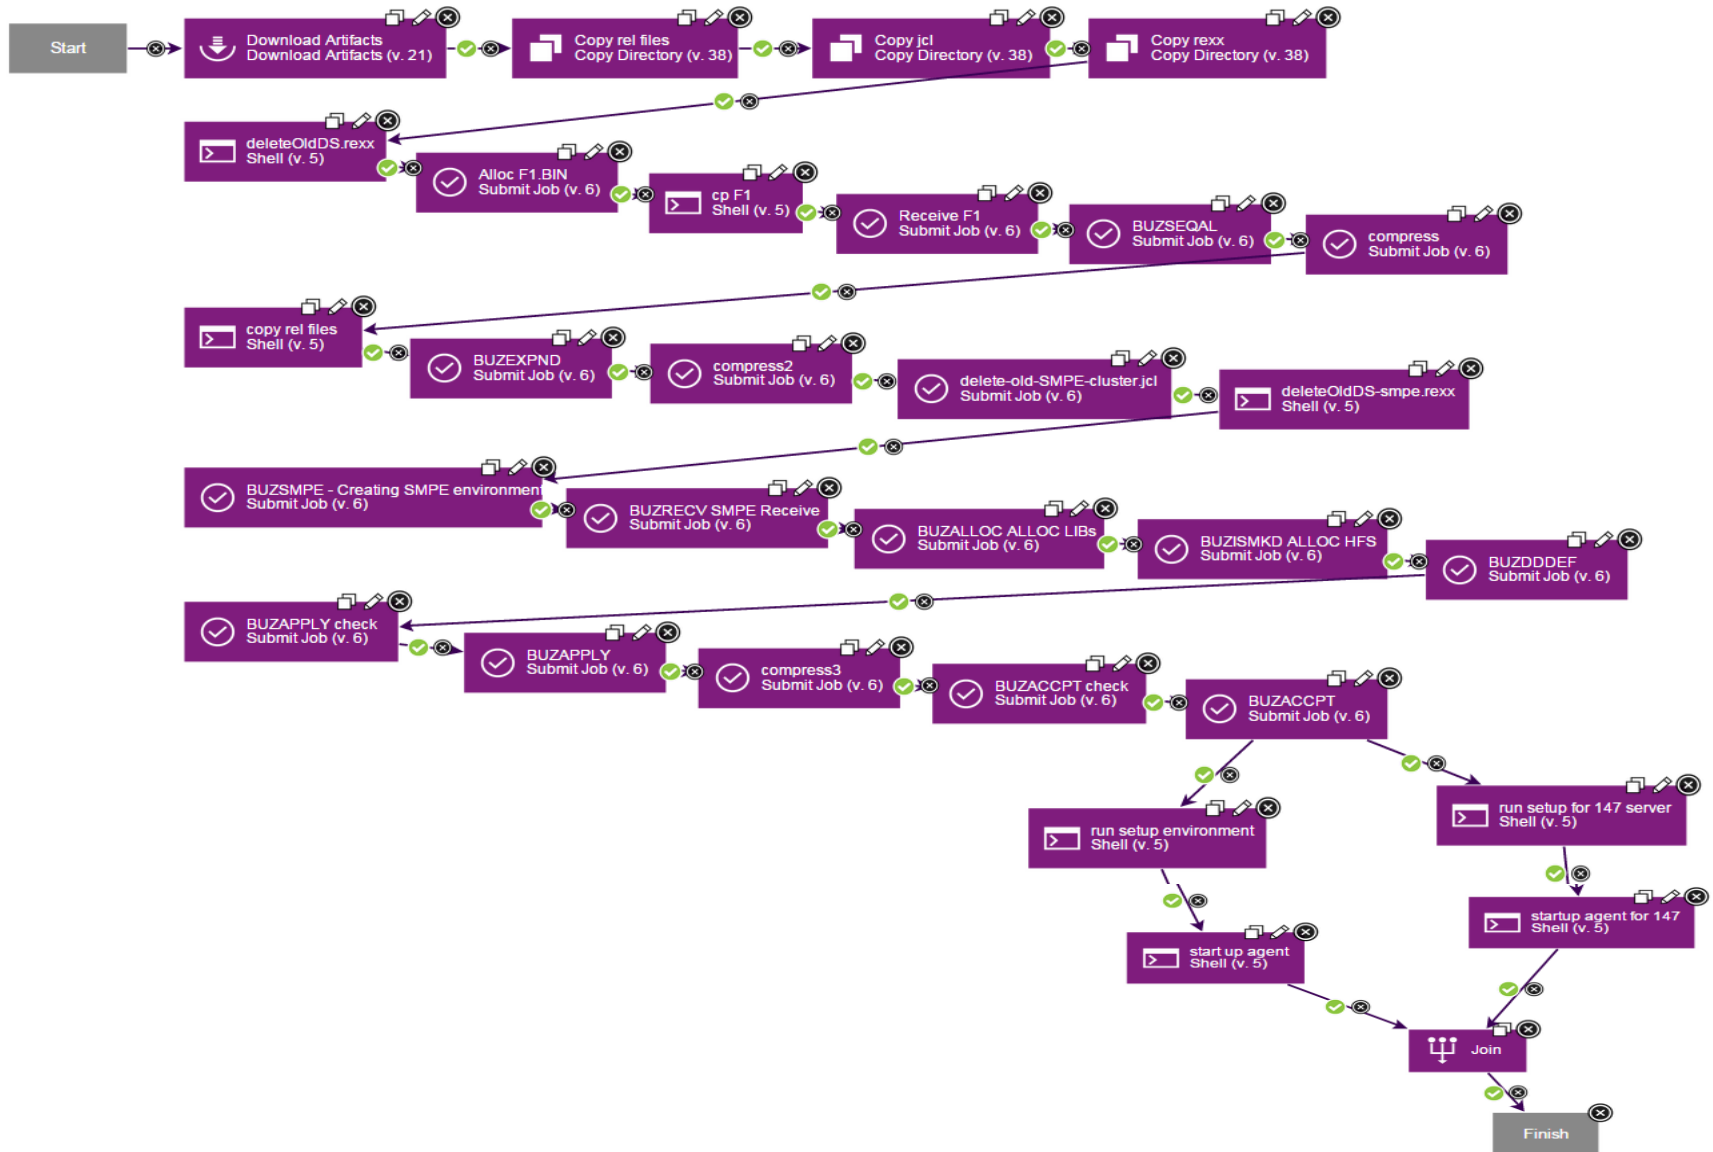 Start
Download Artifacts
Download Artifacts (v. 21)
Copy rel files
Copy Directory (v. 38)
Copy jcl
Copy Directory (v. 38)
Copy rexx
Copy Directory (v. 38)
deleteOldDS.rexx
Shell (v. 5)
Alloc F1.BIN
Submit Job (v. 6)
cp F1
Shell (v. 5)
Receive F1
Submit Job (v. 6)
BUZSEQAL
Submit Job (v. 6)
compress
Submit Job (v. 6)
copy rel files
Shell (v. 5)
BUZEXPND
Submit Job (v. 6)
compress2
Submit Job (v. 6)
delete-old-SMPE-cluster.jcl
Submit Job (v. 6)
deleteOldDS-smpe.rexx
Shell (v. 5)
BUZSMPE - Creating SMPE environment
Submit Job (v. 6)
BUZRECV SMPE Receive
Submit Job (v. 6)
BUZALLOC ALLOC LIBs
Submit Job (v. 6)
BUZISMKD ALLOC HFS
Submit Job (v. 6)
BUZDDDEF
Submit Job (v. 6)
BUZAPPLY check
Submit Job (v. 6)
BUZAPPLY
Submit Job (v. 6)
compress3
Submit Job (v. 6)
BUZACCPT check
Submit Job (v. 6)
BUZACCPT
Submit Job (v. 6)
run setup environment
Shell (v. 5)
run setup for 147 server
Shell (v. 5)
start up agent
Shell (v. 5)
startup agent for 147
Shell (v. 5)
Join
Finish